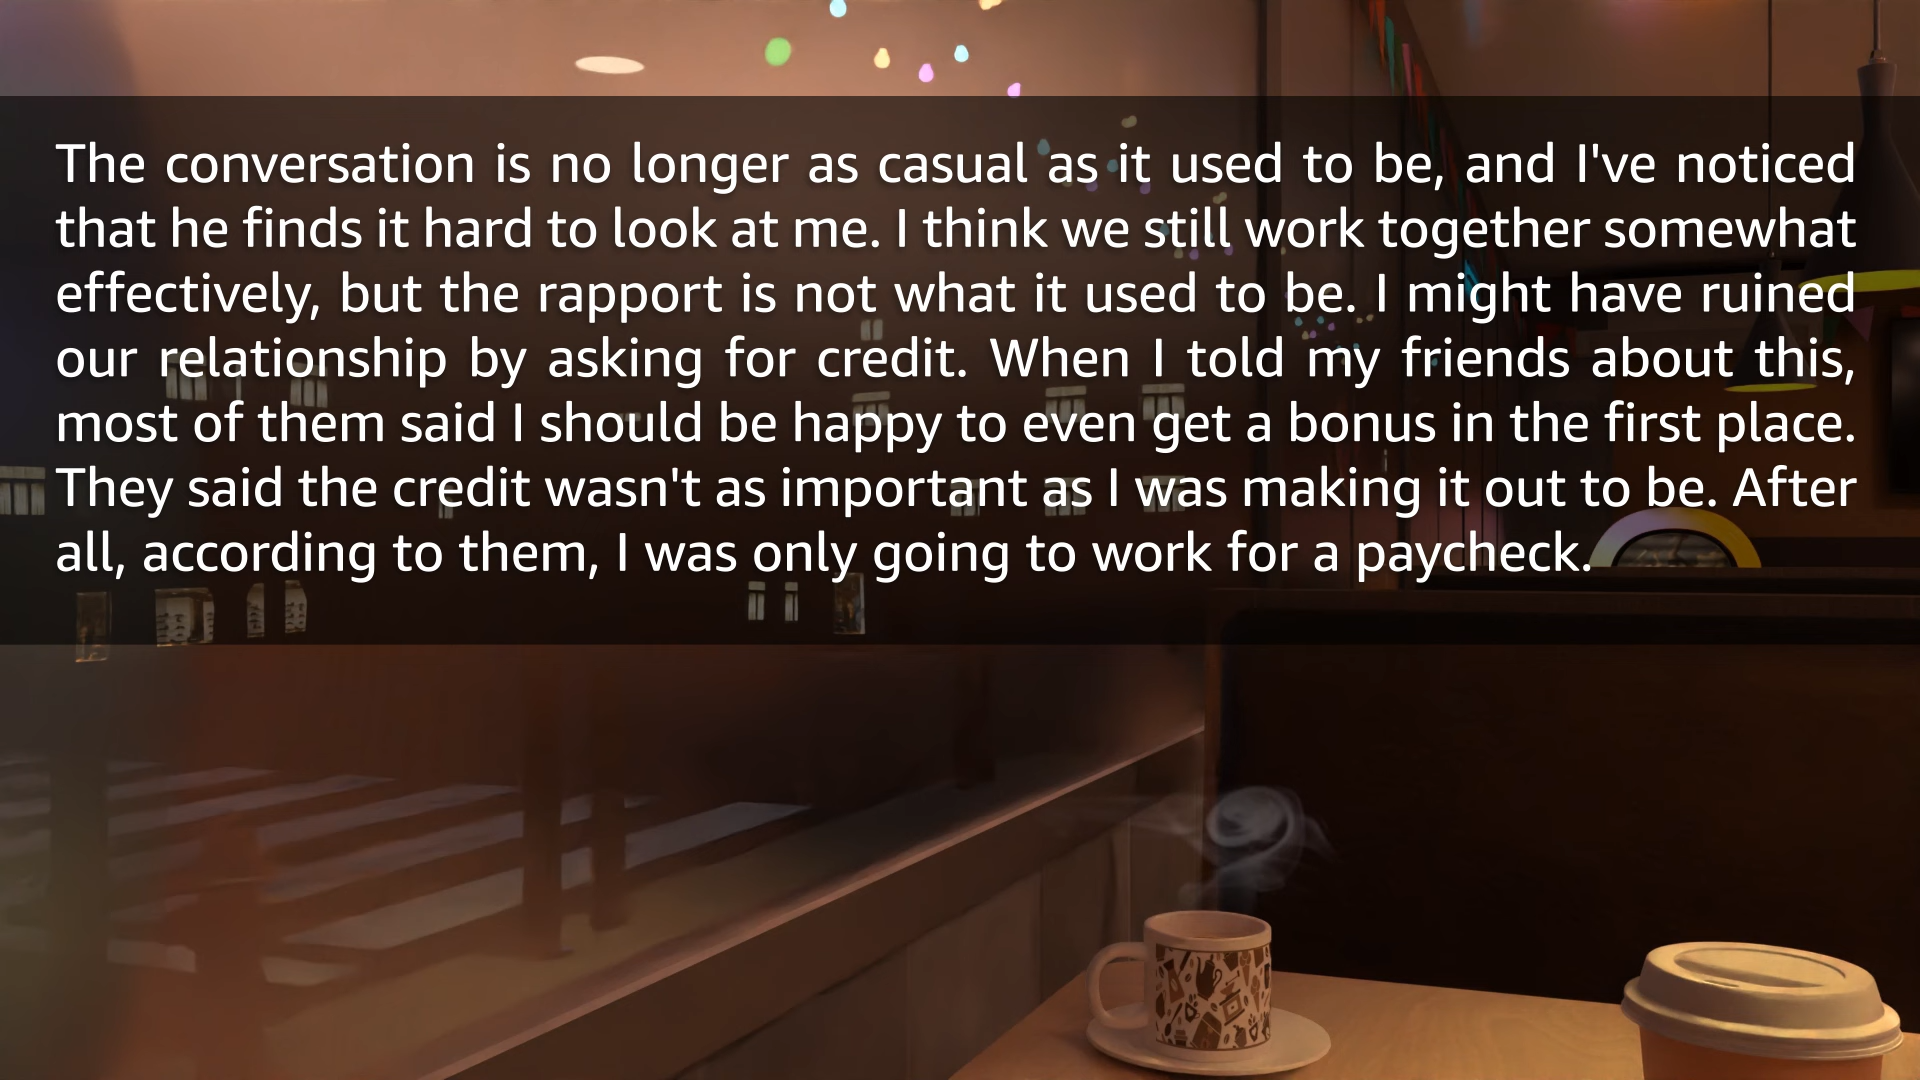 The conversation is no longer as casual as it used to be, and I've noticed
that he finds it hard to look at me. I think we still work together somewhat
effectively, but the rapport is not what it used to be. I might have ruined
our relationship by asking for credit. When I told my friends about this,
most of them said I should be happy to even get a bonus in the first place.
They said the credit wasn't as important as I was making it out to be. After
all, according to them, I was only going to work for a paycheck.